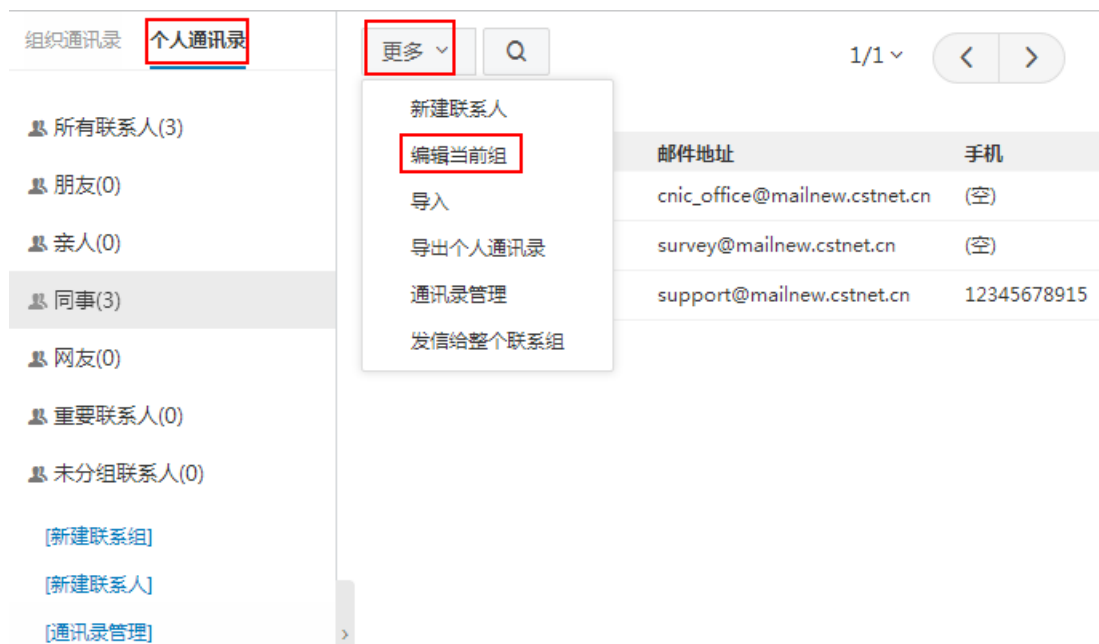 组织通讯录 个人通讯录
所有联系人(3)
朋友(0)
亲人(0)
同事(3)
网友(0)
重要联系人(0)
未分组联系人(0)
[新建联系组]
[新建联系人]
[通讯录管理]
更多
1/1
新建联系人
编辑当前组
导入
导出个人通讯录
通讯录管理
发信给整个联系组
邮件地址 手机
cnic_office@mailnew.cstnet.cn (空)
survey@mailnew.cstnet.cn (空)
support@mailnew.cstnet.cn 12345678915